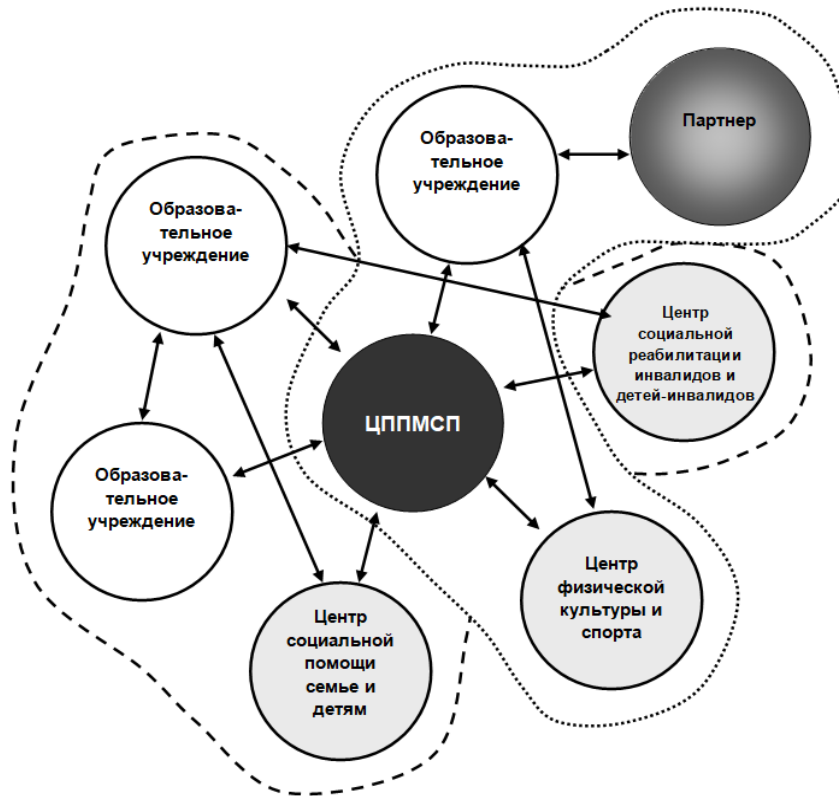 Партнер
Образова-
тельное
учреждение
Образова-
тельное
учреждение
Центр
социальной
реабилитации
инвалидов и
детей-инвалидов
ЦППМСП
Образова-
тельное
учреждение
Центр
физической
культуры и
спорта
Центр
социальной
помощи
семье и
детям